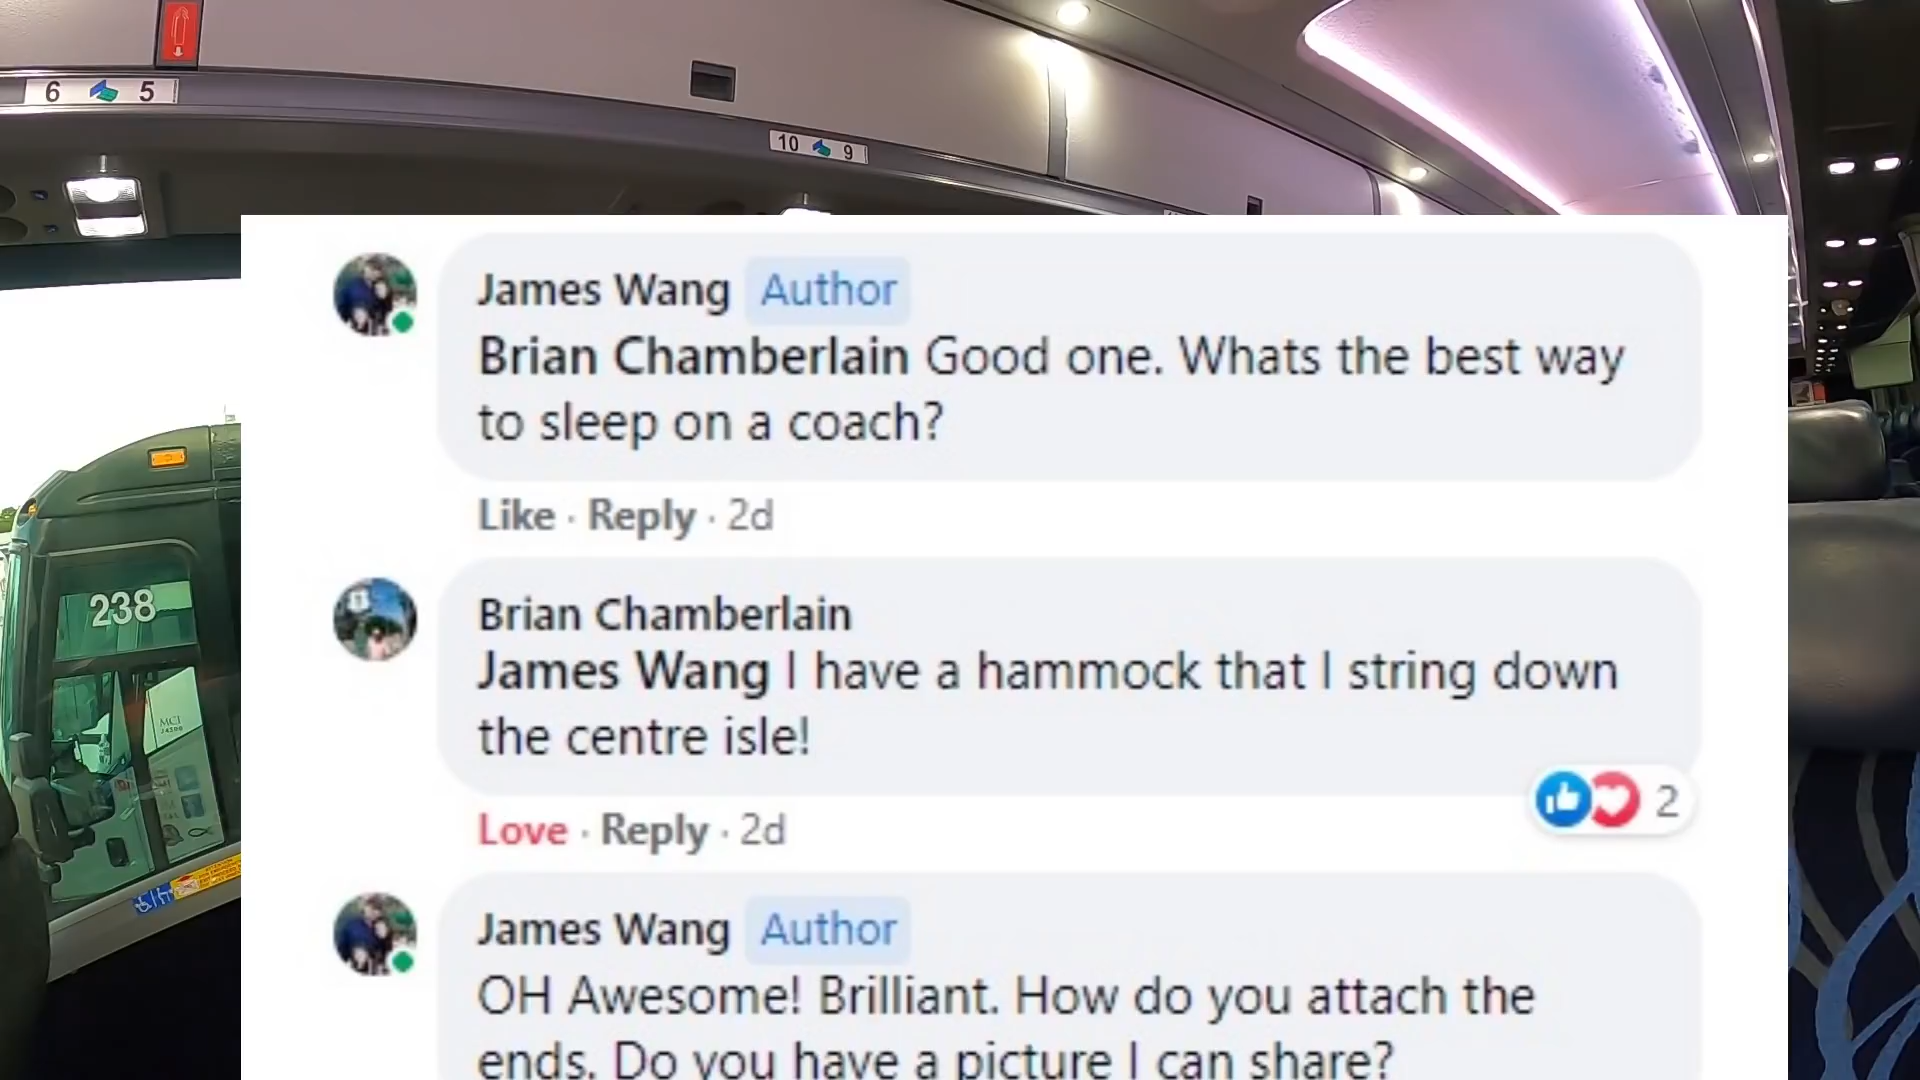 6 5
10 9
James Wang Author
Brian Chamberlain Good one. Whats the best way
to sleep on a coach?
Like · Reply · 2d
Brian Chamberlain
James Wang I have a hammock that I string down
the centre isle!
2
Love · Reply · 2d
James Wang Author
OH Awesome! Brilliant. How do you attach the
ends. Do you have a picture I can share?
238
MCI